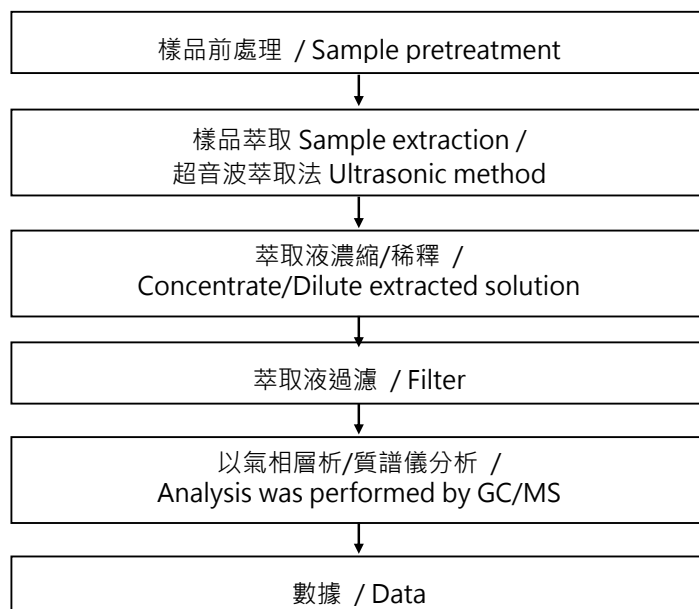 樣品前處理 / Sample pretreatment
樣品萃取 Sample extraction /
超音波萃取法 Ultrasonic method
萃取液濃縮/稀釋 /
Concentrate/Dilute extracted solution
萃取液過濾 / Filter
以氣相層析/質譜儀分析 /
Analysis was performed by GC/MS
數據 / Data